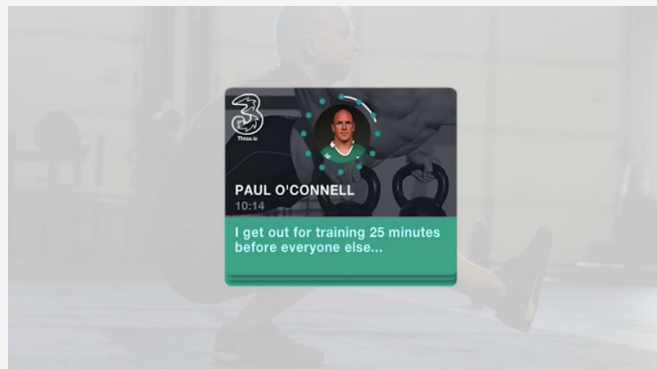 3
Three.ie
PAUL O'CONNELL
10:14
I get out for training 25 minutes
before everyone else...